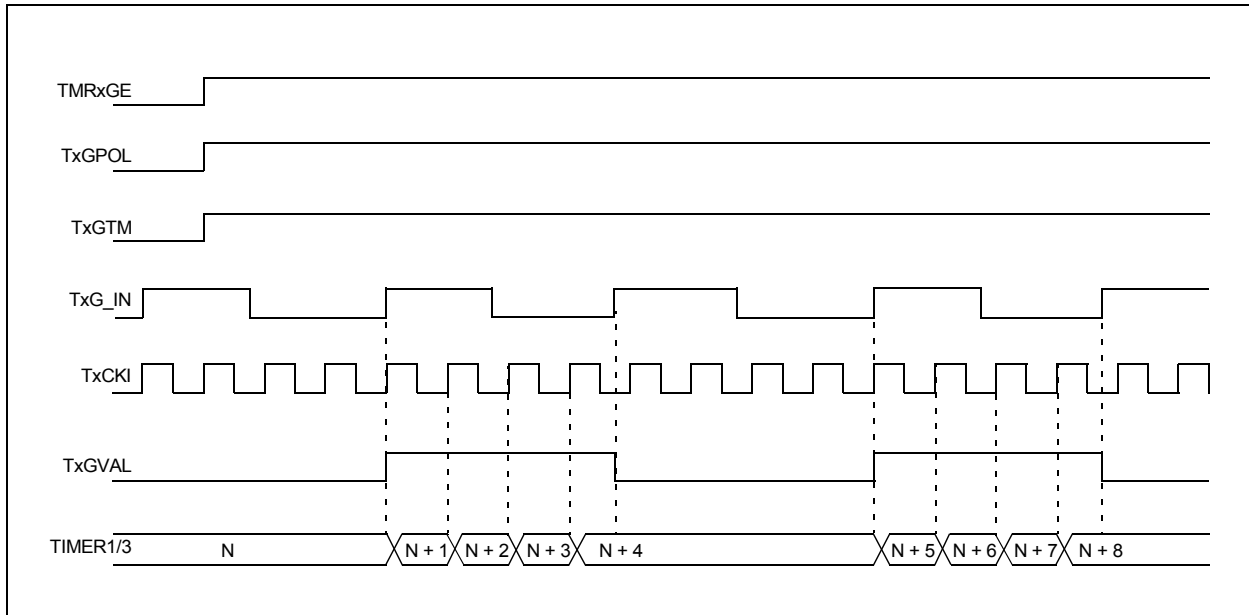 TMRxGE
TxGPOL
TxGTM
TxG_IN
TxCKI
TxGVAL
TIMER1/3 N N + 1 N + 2 N + 3 N + 4 N + 5 N + 6 N + 7 N + 8